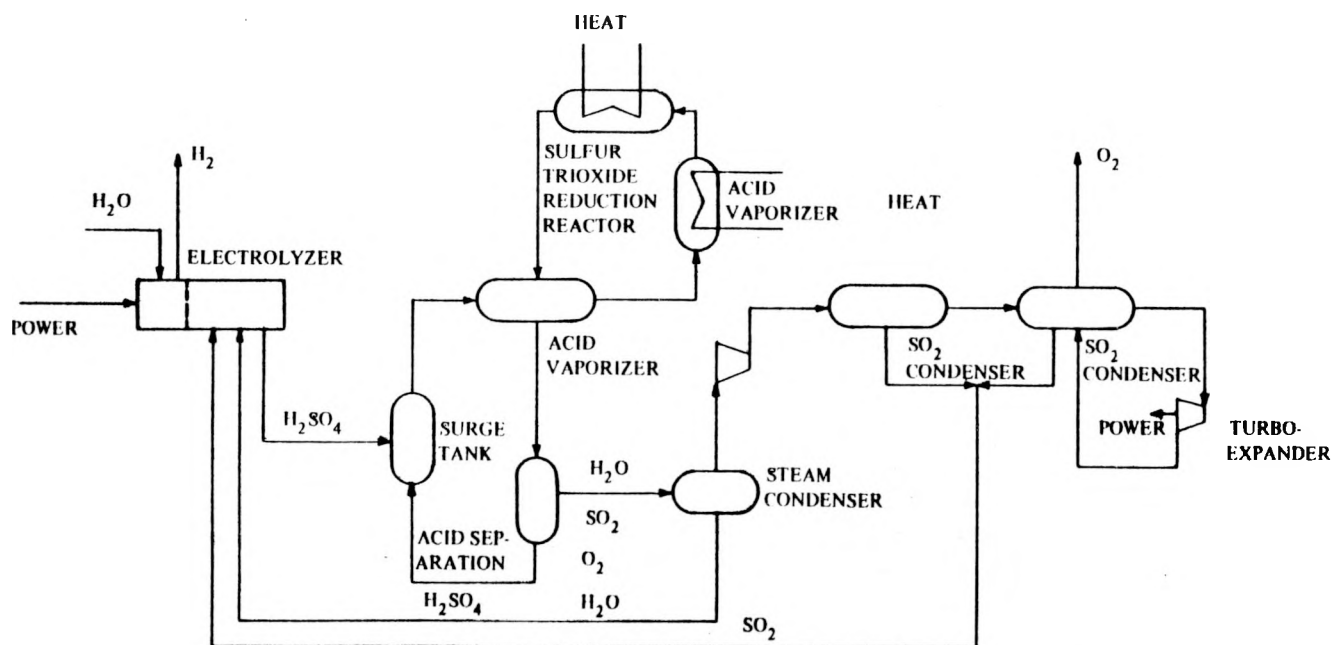 HEAT
H2
H2O
ELECTROLYZER
POWER
SULFUR
TRIOXIDE
REDUCTION
REACTOR
ACID
VAPORIZER
HEAT
O2
ACID
VAPORIZER
SO2
CONDENSER
SO2
CONDENSER
POWER
TURBO-
EXPANDER
H2SO4
SURGE
TANK
H2O
SO2
O2
STEAM
CONDENSER
ACID SEP-
ARATION
H2SO4
H2O
SO2